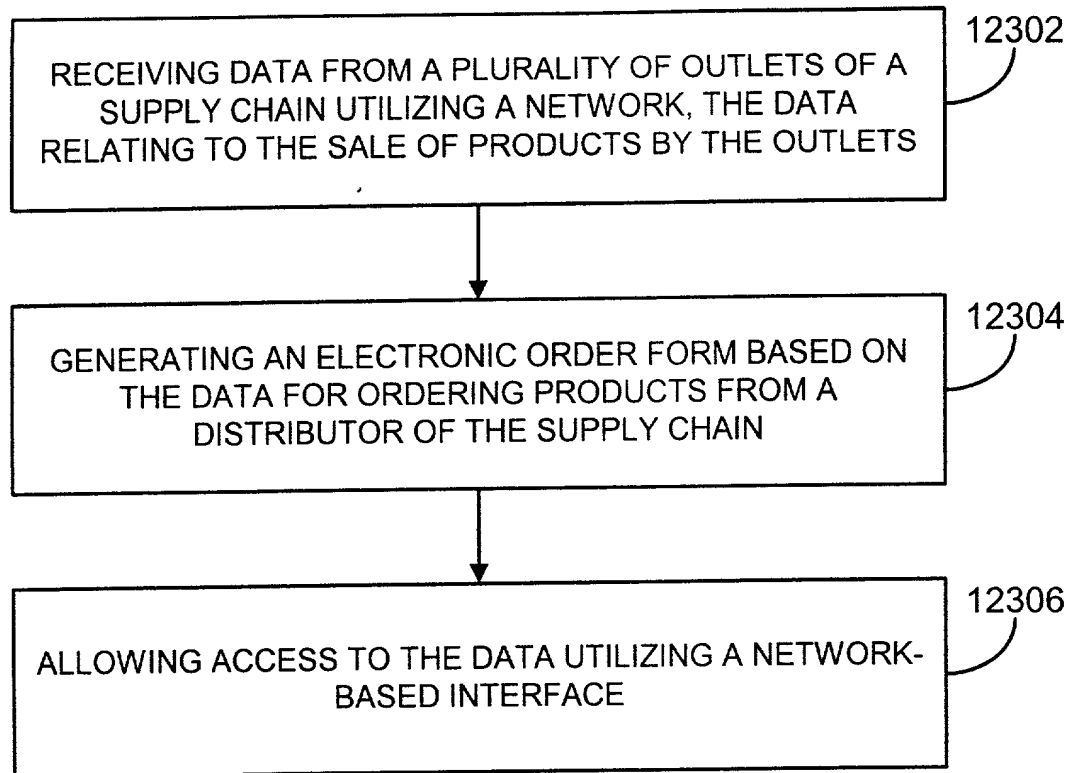 12302
RECEIVING DATA FROM A PLURALITY OF OUTLETS OF A
SUPPLY CHAIN UTILIZING A NETWORK, THE DATA
RELATING TO THE SALE OF PRODUCTS BY THE OUTLETS
12304
GENERATING AN ELECTRONIC ORDER FORM BASED ON
THE DATA FOR ORDERING PRODUCTS FROM A
DISTRIBUTOR OF THE SUPPLY CHAIN
12306
ALLOWING ACCESS TO THE DATA UTILIZING A NETWORK-
BASED INTERFACE